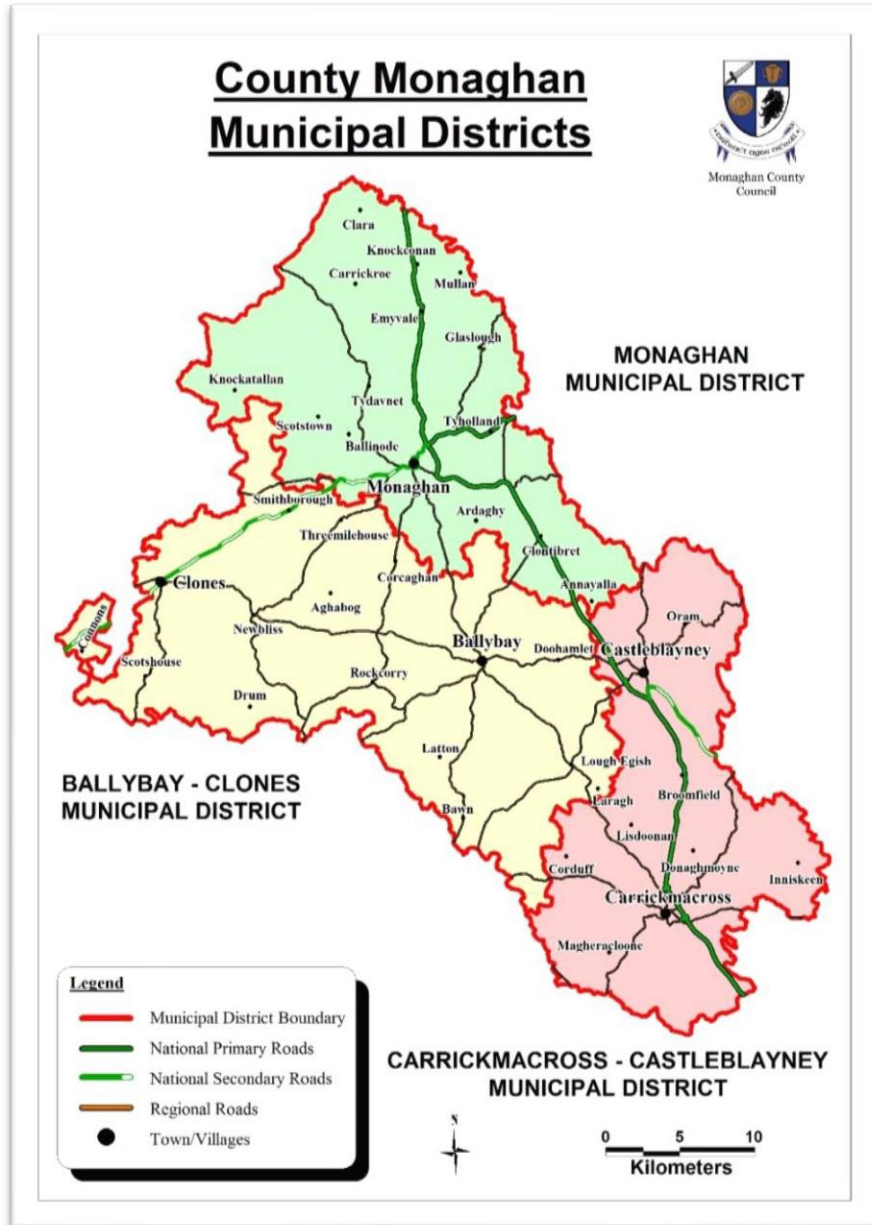 County Monaghan
Municipal Districts
Monaghan County
Council
Clara
Knockconan
Carrickroe
Mullan
Emyvale
Glaslough
MONAGHAN
MUNICIPAL DISTRICT
Knockatallan
Tydavnet
Scotstown
Tyholland
Ballinode
Monaghan
Smithborough
Ardaghy
Threemilehouse
Clontibret
Corcaghan
Clones
Annayalla
Aghabog
Oram
Connons
Newbliss
Ballybay
Doohamlet
Castleblayney
Scotshouse
Rockcorry
Drum
Latton
Lough Egish
BALLYBAY - CLONES
MUNICIPAL DISTRICT
Laragh
Broomfield
Bawn
Lisdoonan
Corduff
Donaghmoyne
Inniskeen
Carrickmacross
Magheracloone
Legend
Municipal District Boundary
National Primary Roads
National Secondary Roads
Regional Roads
Town/Villages
CARRICKMACROSS - CASTLEBLAYNEY
MUNICIPAL DISTRICT
N
0 5 10
Kilometers